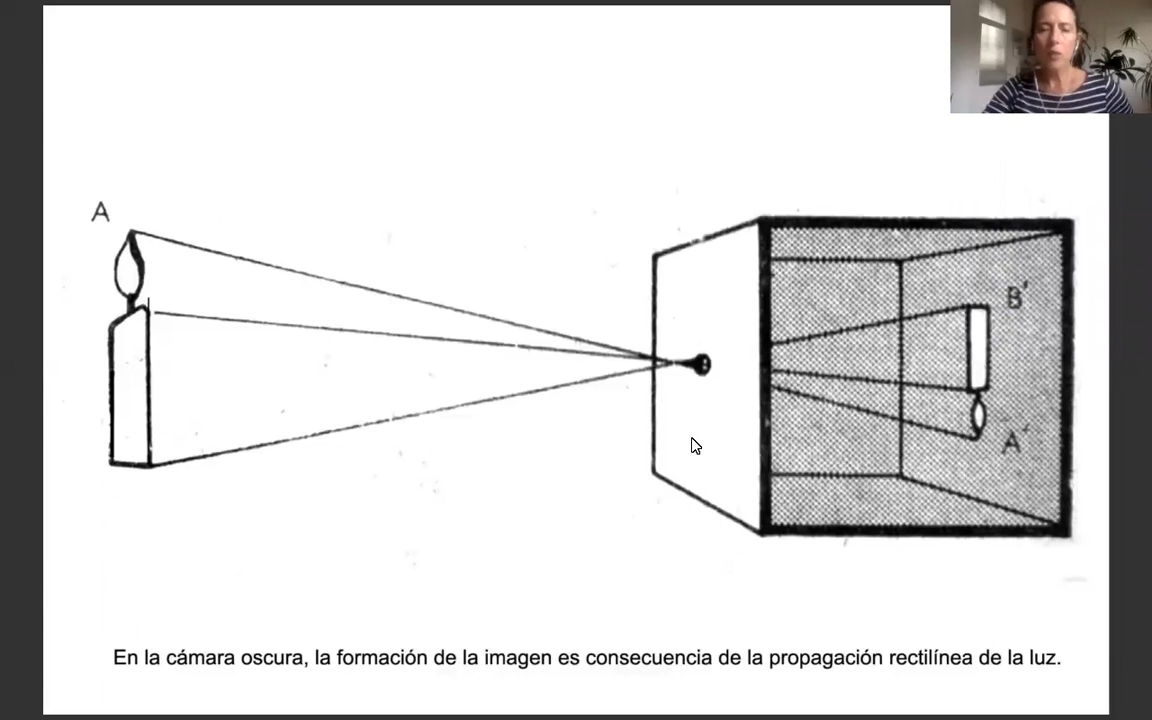 A
B'
A'
En la cámara oscura, la formación de la imagen es consecuencia de la propagación rectilínea de la luz.